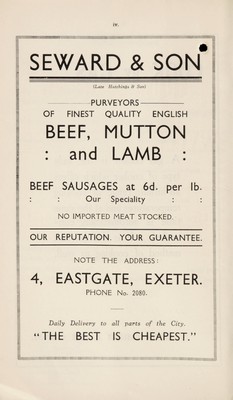 iv.
SEWARD & SON
(Late Hutchings & Son)
PURVEYORS
OF FINEST QUALITY ENGLISH
BEEF, MUTTON
: and LAMB :
BEEF SAUSAGES at 6d. per lb.
: : Our Speciality : :
NO IMPORTED MEAT STOCKED.
OUR REPUTATION. YOUR GUARANTEE.
NOTE THE ADDRESS:
4, EASTGATE, EXETER.
PHONE No. 2080.
Daily Delivery to all parts of the City.
"THE BEST IS CHEAPEST."